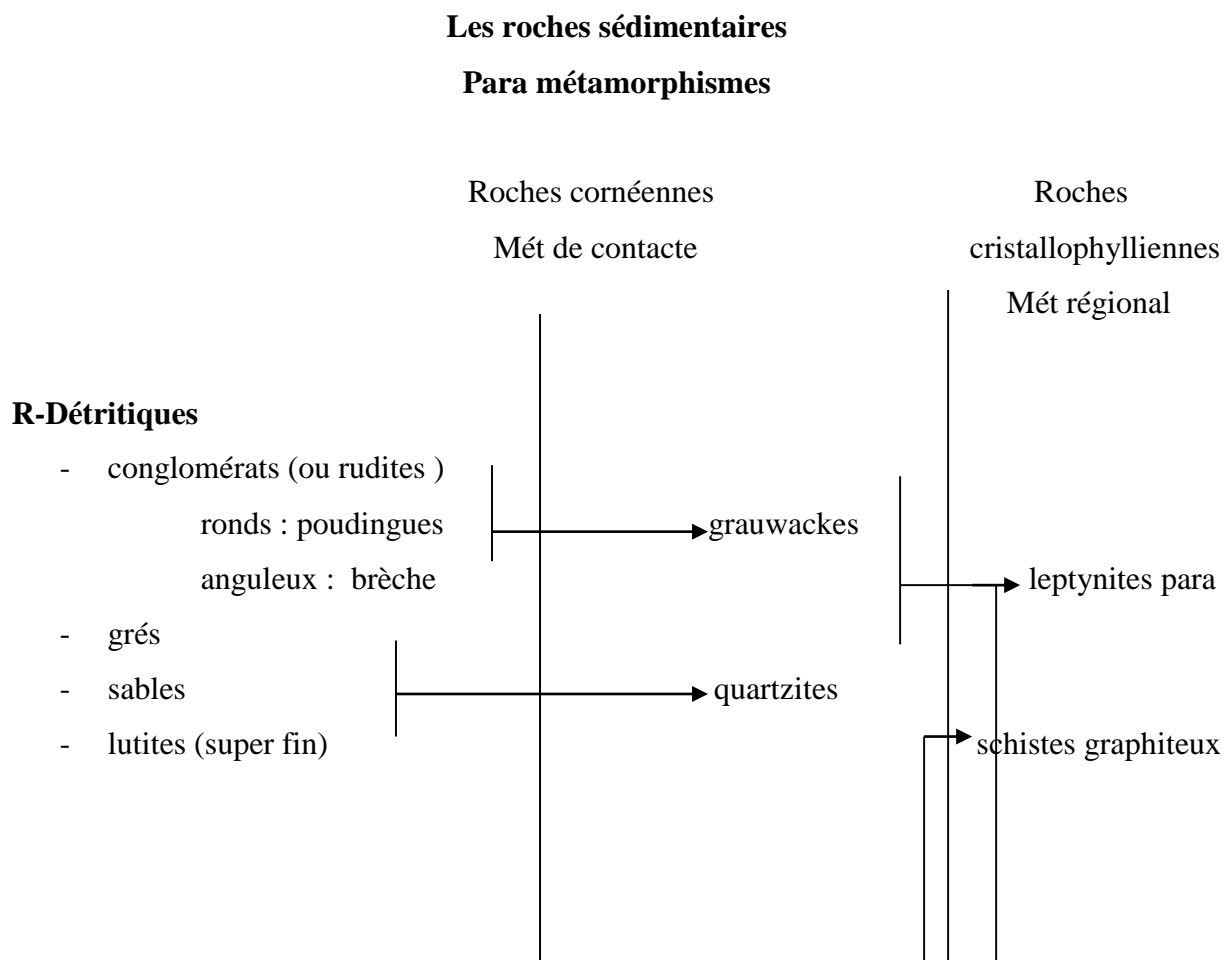 Les roches sédimentaires
Para métamorphismes
Roches cornéennes
Mét de contacte
Roches
cristallophylliennes
Mét régional
R-Détritiques
- conglomérats (ou rudites )
ronds : poudingues
anguleux : brèche
grauwackes
leptynites para
- grés
- sables
quartzites
- lutites (super fin)
schistes graphiteux